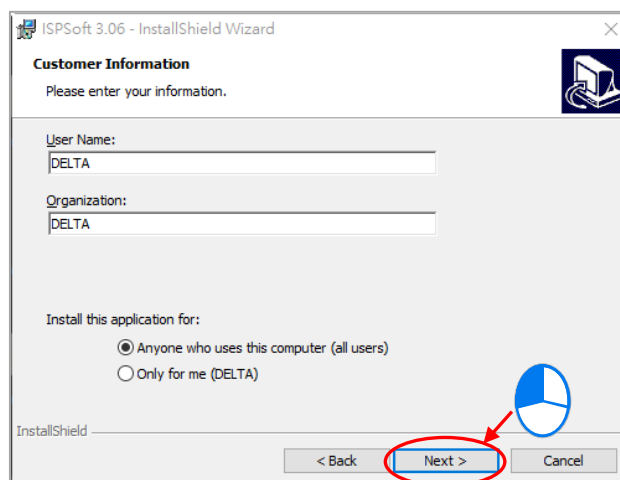 ISPSoft 3.06 - InstallShield Wizard
Customer Information
Please enter your information.
User Name:
DELTA
Organization:
DELTA
Install this application for:
Anyone who uses this computer (all users)
Only for me (DELTA)
InstallShield
< Back Next > Cancel